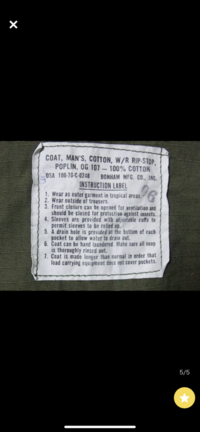 COAT, MAN'S, COTTON, W/R RIP-STOP,
POPLIN, OG 107 — 100% COTTON
DSA 100-70-C-0740 BONHAM MFG. CO., INC.
INSTRUCTION LABEL
1. Wear as outer garment in tropical areas.
2. Wear outside of trousers.
3. Front closure can be opened for ventilation and
should be closed for protection against insects.
4. Sleeves are provided with adjustable cuffs to
permit sleeves to be rolled up.
5. A drain hole is provided at the bottom of each
pocket to allow water to drain out.
6. Coat can be hand laundered. Make sure all soap
is thoroughly rinsed out.
7. Coat is made longer than normal in order that
load carrying equipment does not cover pockets.
5/5